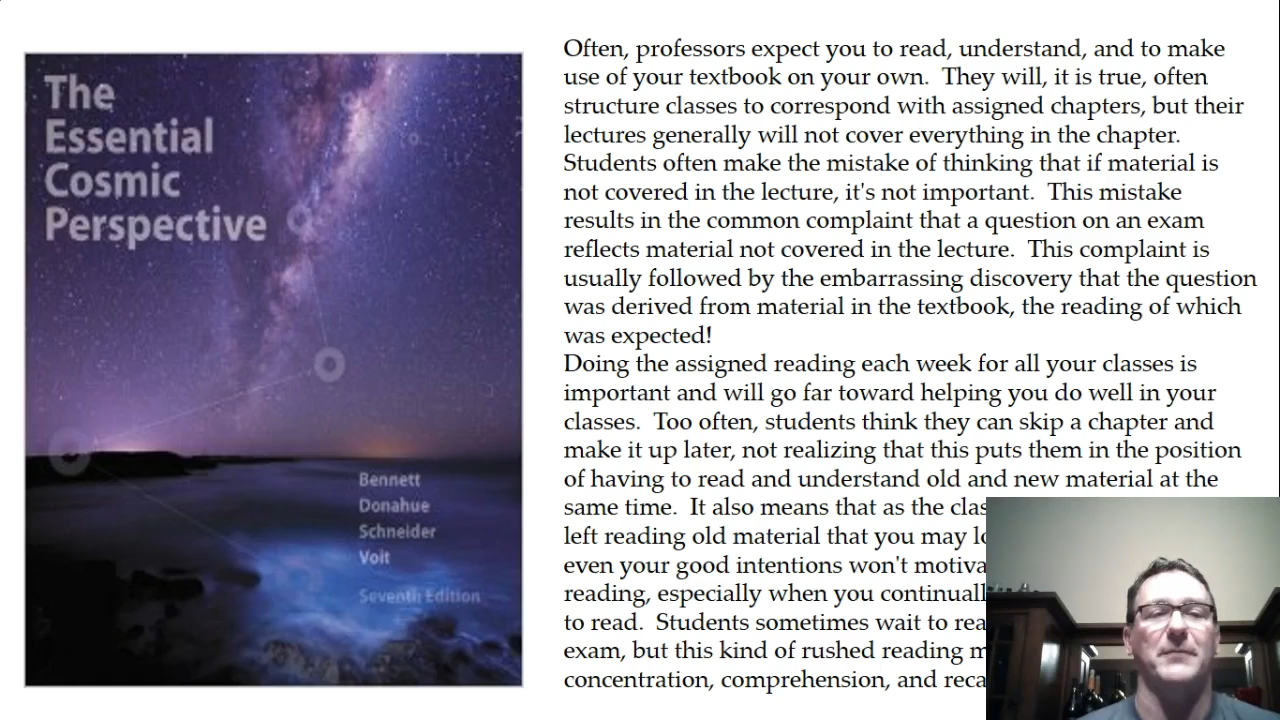 The
Essential
Cosmic
Perspective
Bennett
Donahue
Schneider
Voit
Seventh Edition
Often, professors expect you to read, understand, and to make
use of your textbook on your own.  They will, it is true, often
structure classes to correspond with assigned chapters, but their
lectures generally will not cover everything in the chapter.
Students often make the mistake of thinking that if material is
not covered in the lecture, it's not important.  This mistake
results in the common complaint that a question on an exam
reflects material not covered in the lecture.  This complaint is
usually followed by the embarrassing discovery that the question
was derived from material in the textbook, the reading of which
was expected!
Doing the assigned reading each week for all your classes is
important and will go far toward helping you do well in your
classes.  Too often, students think they can skip a chapter and
make it up later, not realizing that this puts them in the position
of having to read and understand old and new material at the
same time.  It also means that as the
left reading old material that you may
even your good intentions won't
reading, especially when you
to read.  Students sometimes wait to
exam, but this kind of rushed reading
concentration, comprehension, and